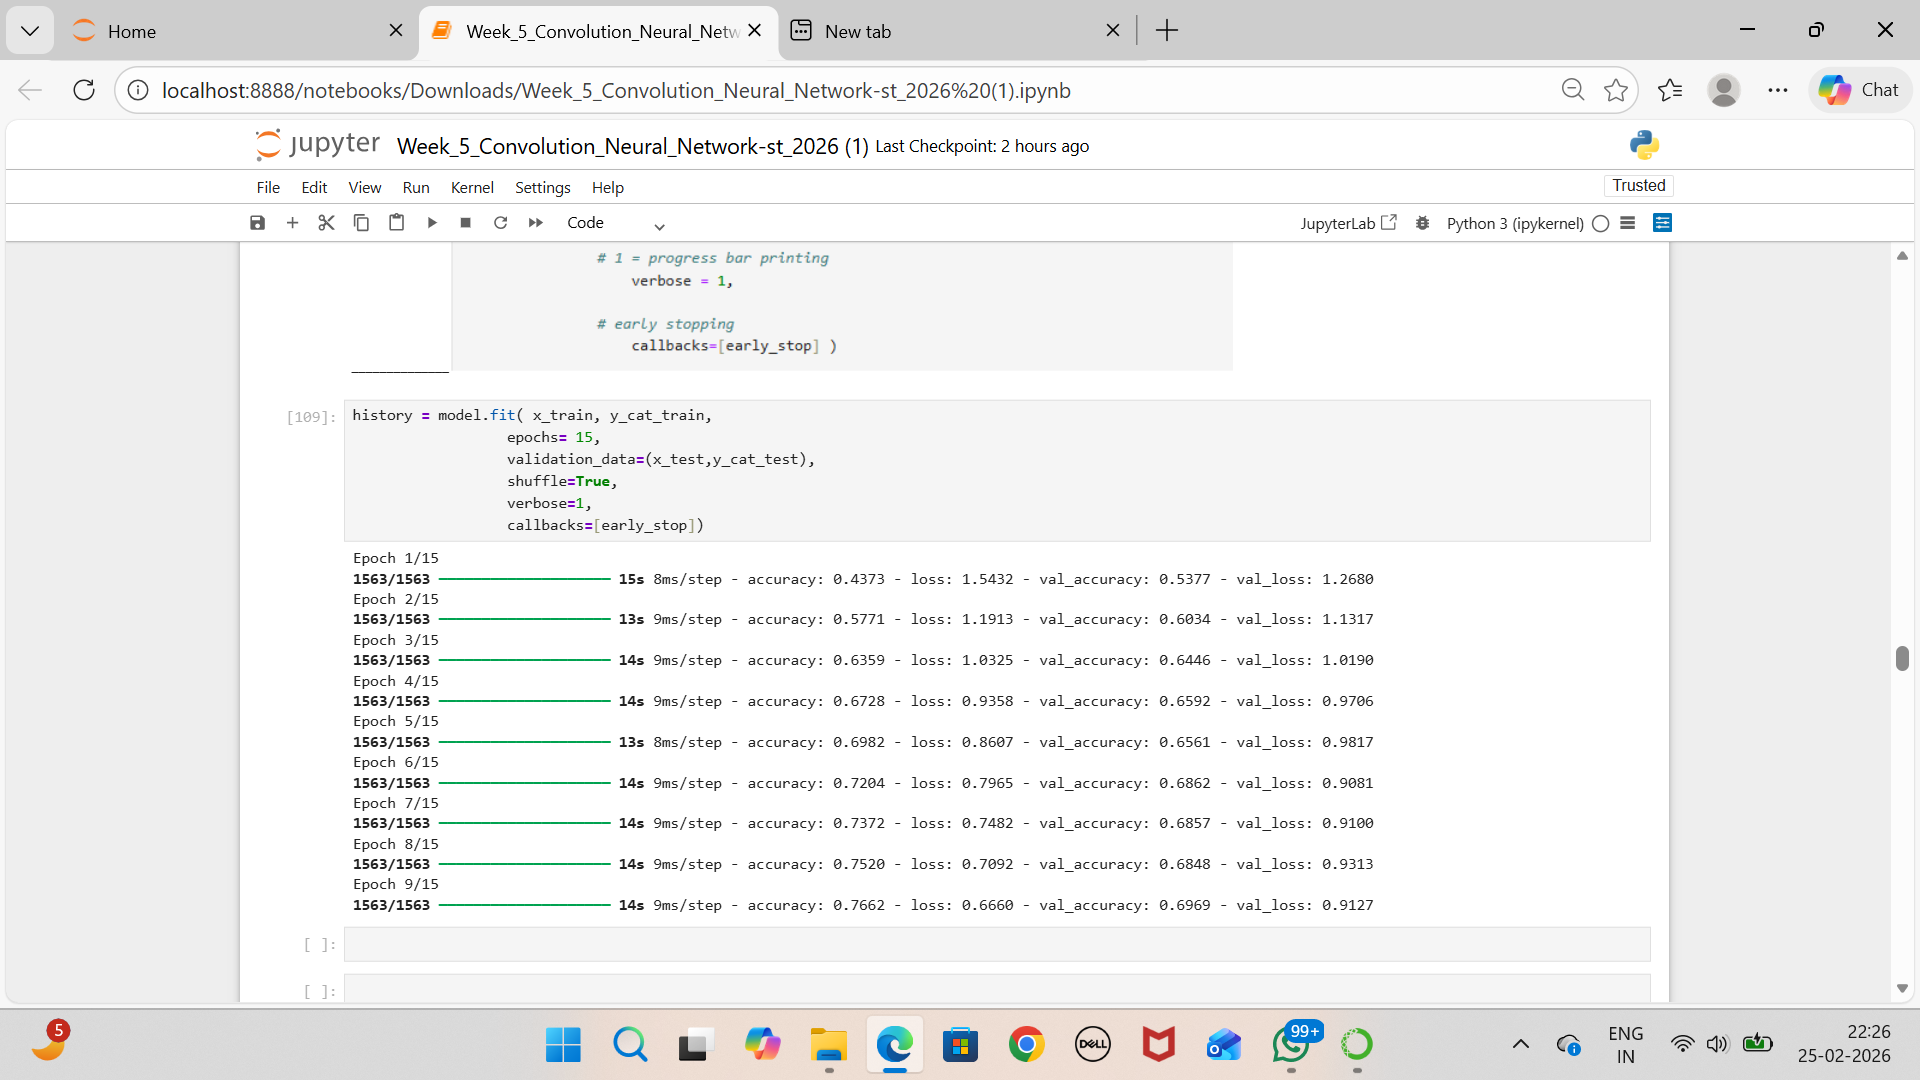 Home
Week_5_Convolution_Neural_Netw
New tab
localhost:8888/notebooks/Downloads/Week_5_Convolution_Neural_Network-st_2026%20(1).ipynb
Chat
jupyter Week_5_Convolution_Neural_Network-st_2026 (1) Last Checkpoint: 2 hours ago
File Edit View Run Kernel Settings Help
Trusted
Code
JupyterLab
Python 3 (ipykernel)
# 1 = progress bar printing
verbose = 1,
# early stopping
callbacks=[early_stop] )
[109]: history = model.fit( x_train, y_cat_train,
epochs= 15,
validation_data=(x_test,y_cat_test),
shuffle=True,
verbose=1,
callbacks=[early_stop])
Epoch 1/15
1563/1563 15s 8ms/step - accuracy: 0.4373 - loss: 1.5432 - val_accuracy: 0.5377 - val_loss: 1.2680
Epoch 2/15
1563/1563 13s 9ms/step - accuracy: 0.5771 - loss: 1.1913 - val_accuracy: 0.6034 - val_loss: 1.1317
Epoch 3/15
1563/1563 14s 9ms/step - accuracy: 0.6359 - loss: 1.0325 - val_accuracy: 0.6446 - val_loss: 1.0190
Epoch 4/15
1563/1563 14s 9ms/step - accuracy: 0.6728 - loss: 0.9358 - val_accuracy: 0.6592 - val_loss: 0.9706
Epoch 5/15
1563/1563 13s 8ms/step - accuracy: 0.6982 - loss: 0.8607 - val_accuracy: 0.6561 - val_loss: 0.9817
Epoch 6/15
1563/1563 14s 9ms/step - accuracy: 0.7204 - loss: 0.7965 - val_accuracy: 0.6862 - val_loss: 0.9081
Epoch 7/15
1563/1563 14s 9ms/step - accuracy: 0.7372 - loss: 0.7482 - val_accuracy: 0.6857 - val_loss: 0.9100
Epoch 8/15
1563/1563 14s 9ms/step - accuracy: 0.7520 - loss: 0.7092 - val_accuracy: 0.6848 - val_loss: 0.9313
Epoch 9/15
1563/1563 14s 9ms/step - accuracy: 0.7662 - loss: 0.6660 - val_accuracy: 0.6969 - val_loss: 0.9127
[ ]:
[ ]:
5
DELL
99+
ENG
IN
22:26
25-02-2026